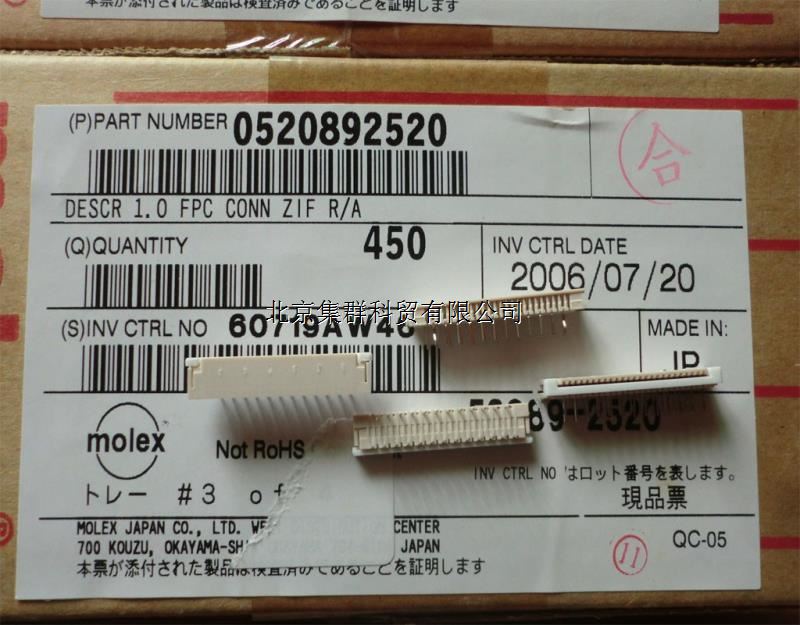 本票が添付された製品は検査済みであることを証明します
(P)PART NUMBER 0520892520
合
DESCR 1.0 FPC CONN ZIF R/A
(Q)QUANTITY 450
INV CTRL DATE
2006/07/20
北京集群科贸有限公司
(S)INV CTRL NO 60719AW46
MADE IN:
JP
-2520
molex
Not RoHS
INV CTRL NO はロット番号を表します。
トレー #3 of
現品票
MOLEX JAPAN CO., LTD. CENTER
700 KOUZU, OKAYAMA-SH JAPAN
11
QC-05
本票が添付された製品は検査済みであることを証明します